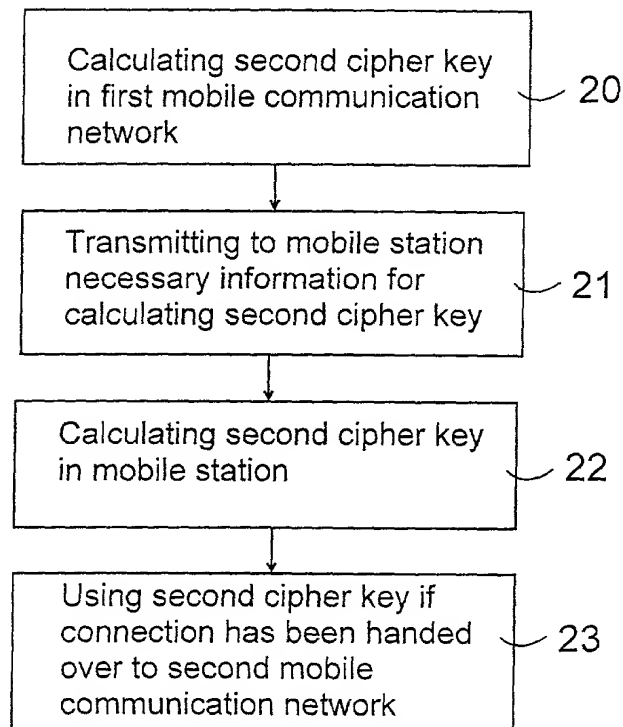 Calculating second cipher key
in first mobile communication
network
20
Transmitting to mobile station
necessary information for
calculating second cipher key
21
Calculating second cipher key
in mobile station
22
Using second cipher key if
connection has been handed
over to second mobile
communication network
23